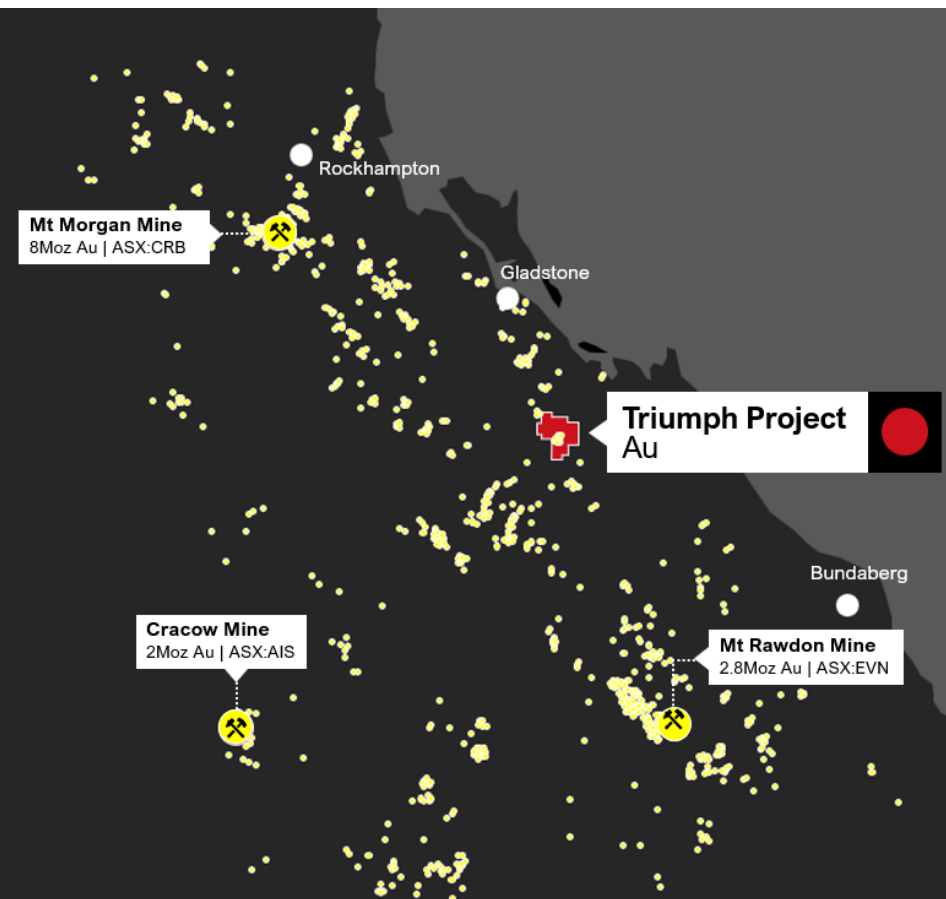 Rockhampton
Mt Morgan Mine
8Moz Au | ASX:CRB
Gladstone
Triumph Project
Au
Bundaberg
Cracow Mine
2Moz Au | ASX:AIS
Mt Rawdon Mine
2.8Moz Au | ASX:EVN